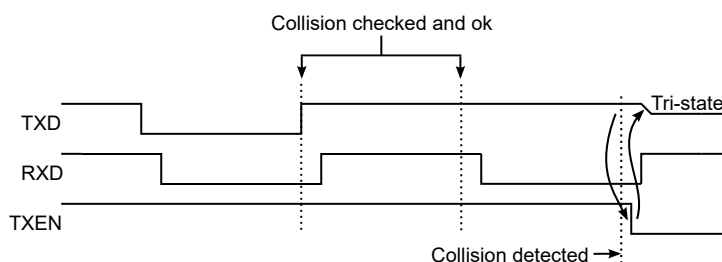 Collision checked and ok
Tri-state
TXD
RXD
TXEN
Collision detected